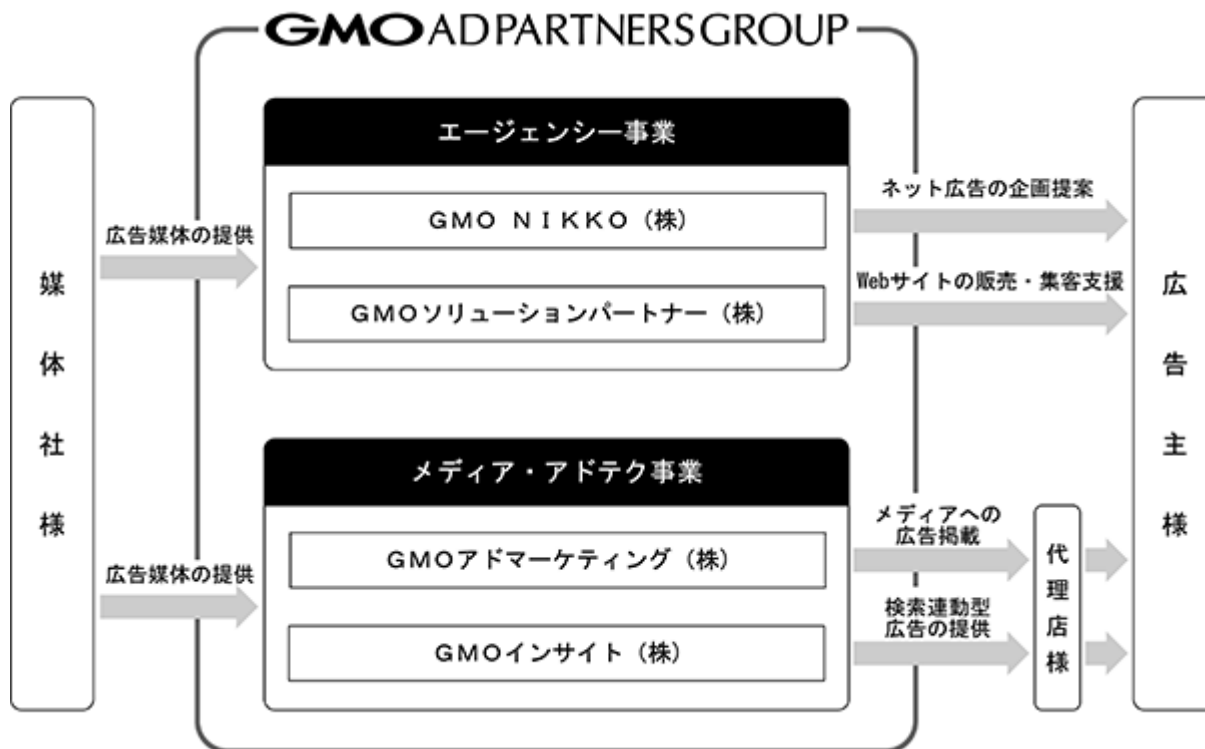 GMO AD PARTNERS GROUP
媒体社様
広告媒体の提供
エージェンシー事業
GMO NIKKO（株）
GMOソリューションパートナー（株）
ネット広告の企画提案
Webサイトの販売・集客支援
広告主様
広告媒体の提供
メディア・アドテク事業
GMOアドマーケティング（株）
GMOインサイト（株）
メディアへの
広告掲載
検索連動型
広告の提供
代理店様